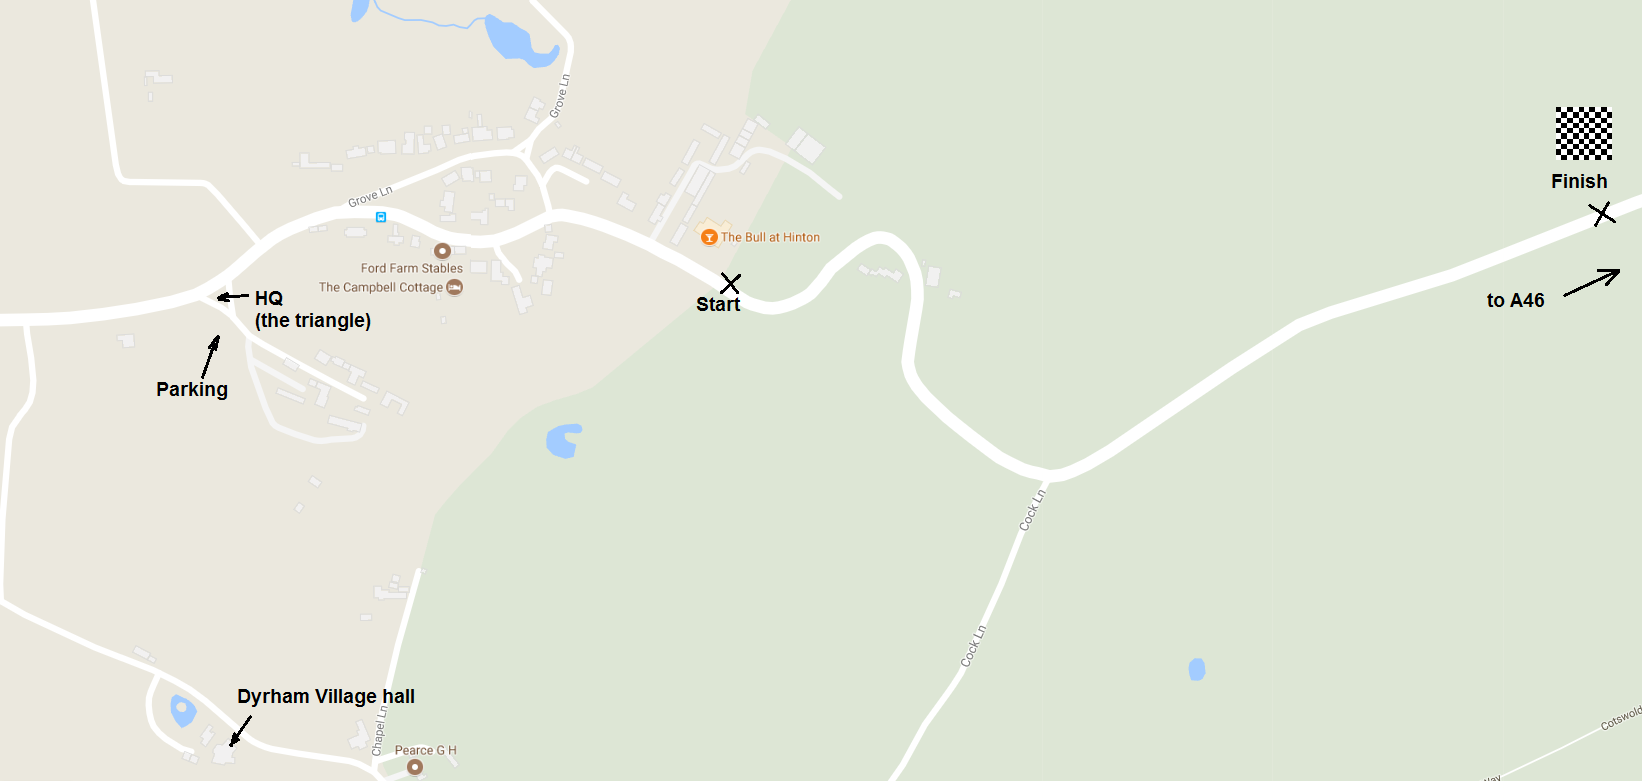 Grove Ln
Finish
Grove Ln
The Bull at Hinton
Ford Farm Stables
The Campbell Cottage
HQ
(the triangle)
Start
to A46
Parking
Cock Ln
Cock Ln
Dyrham Village hall
Chapel Ln
Pearce G H
Cotswold
Way